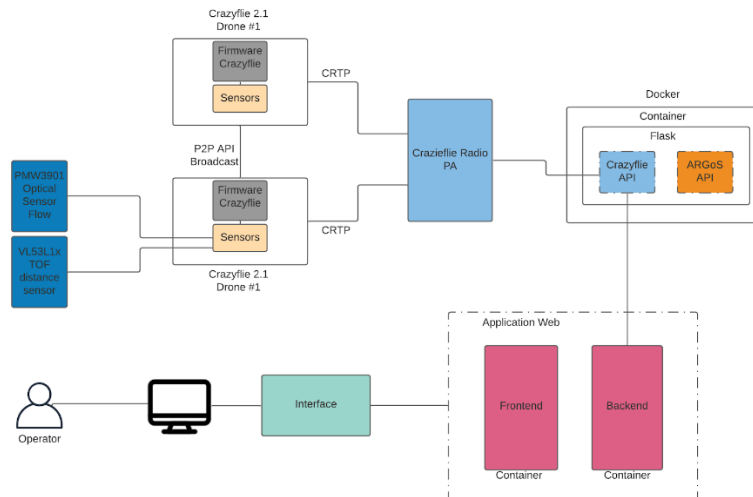 Crazyflie 2.1
Drone #1
Firmware
Crazyflie
Sensors
CRTP
P2P API
Broadcast
PMW3901
Optical
Sensor
Flow
VL53L1x
TOF
distance
sensor
Firmware
Crazyflie
Sensors
CRTP
Crazyflie 2.1
Drone #1
Crazieflie Radio
PA
Docker
Container
Flask
Crazyflie
API
ARGoS
API
Application Web
Frontend
Container
Backend
Container
Interface
Operator